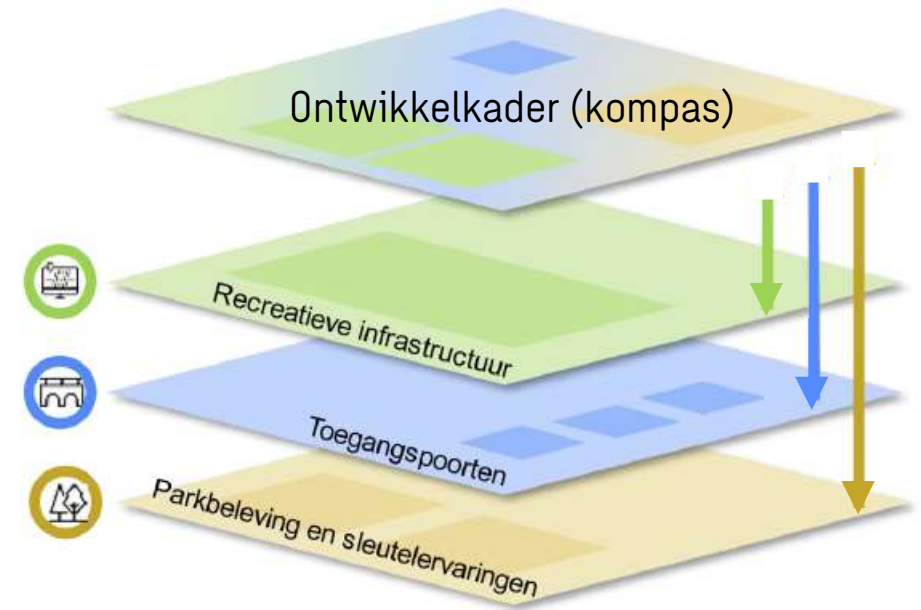 Ontwikkelkader (kompas)
Recreatieve infrastructuur
Toegangspoorten
Parkbeleving en sleutelervaringen